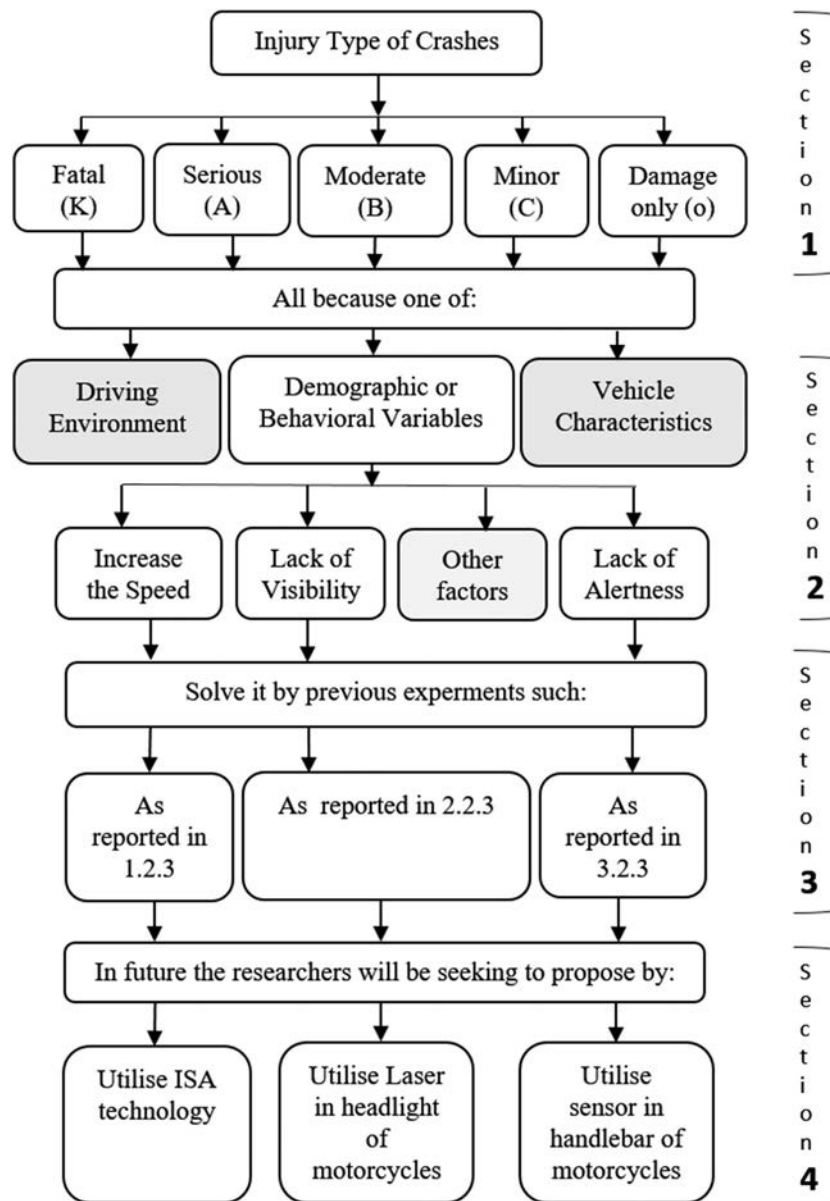 Injury Type of Crashes
Fatal
(K)
Serious
(A)
Moderate
(B)
Minor
(C)
Damage
only (o)
Section
1
All because one of:
Driving
Environment
Demographic or
Behavioral Variables
Vehicle
Characteristics
Increase
the Speed
Lack of
Visibility
Other
factors
Lack of
Alertness
Section
2
Solve it by previous experments such:
As
reported in
1.2.3
As reported in 2.2.3
As
reported in
3.2.3
Section
3
In future the researchers will be seeking to propose by:
Utilise ISA
technology
Utilise Laser
in headlight
of
motorcycles
Utilise
sensor in
handlebar of
motorcycles
Section
4